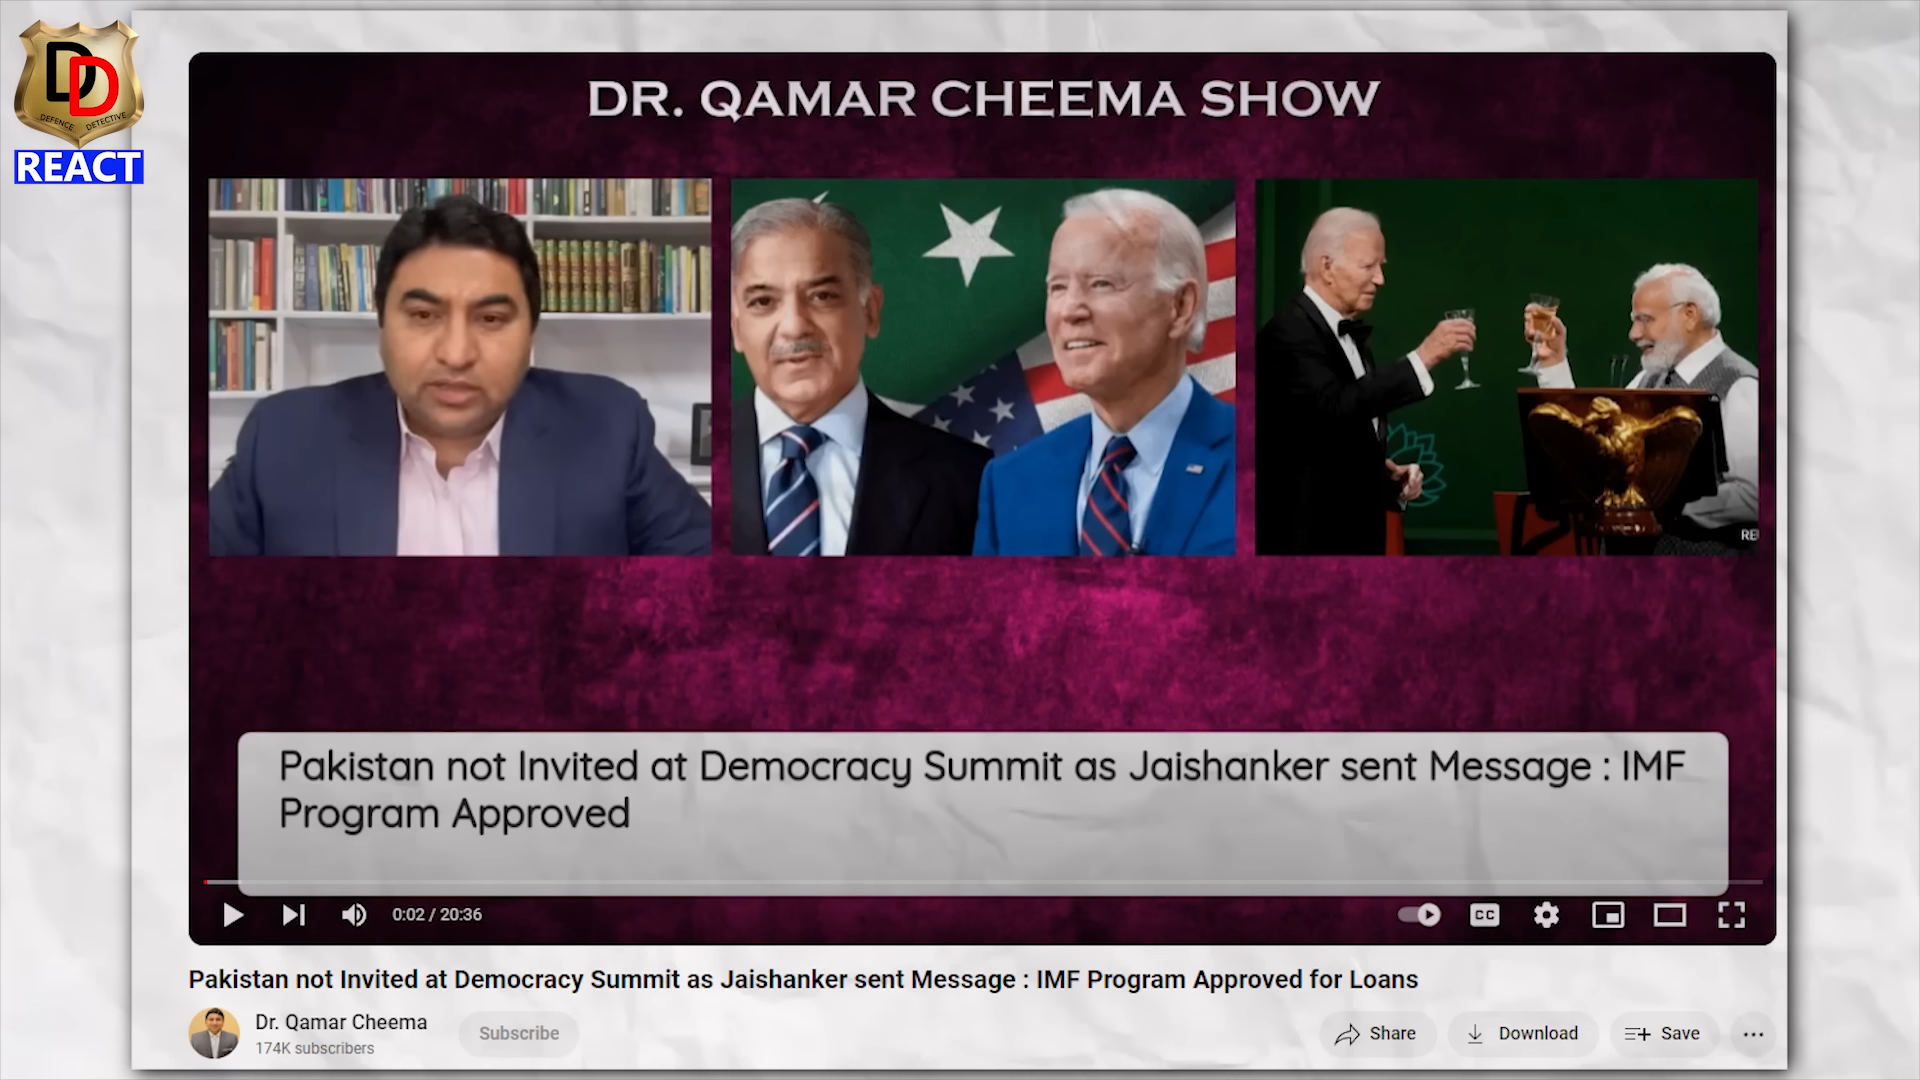 DD
DEFENCE DETECTIVE
REACT
DR. QAMAR CHEEMA SHOW
Pakistan not Invited at Democracy Summit as Jaishanker sent Message : IMF
Program Approved
0:02 / 20:36
CC
Pakistan not Invited at Democracy Summit as Jaishanker sent Message : IMF Program Approved for Loans
Dr. Qamar Cheema
174K subscribers
Subscribe
Share
Download
Save